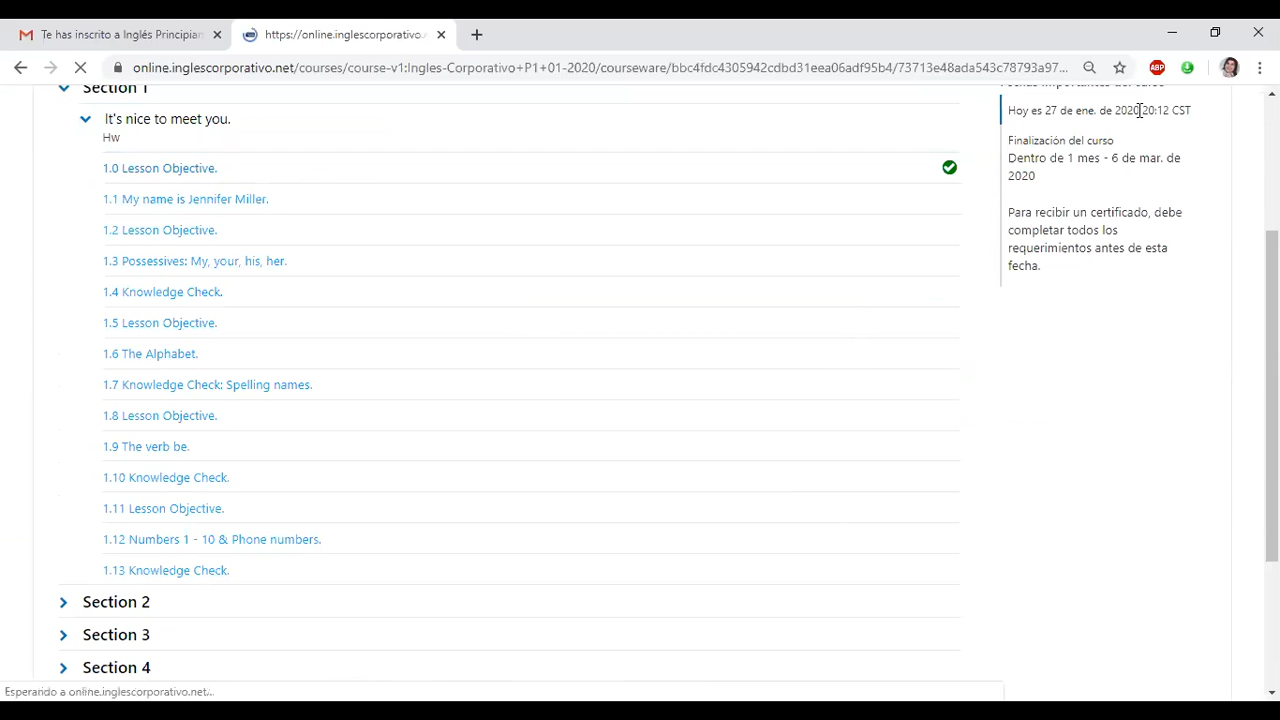 Te has inscrito a Inglés Principian
https://online.inglescorporativo.
online.inglescorporativo.net/courses/course-v1:Ingles-Corporativo+P1+01-2020/courseware/bbc4fdc4305942cdbd31eea06adf95b4/73713e48ada543c78793a97...
ABP
Section 1
It's nice to meet you.
Hw
1.0 Lesson Objective.
1.1 My name is Jennifer Miller.
1.2 Lesson Objective.
1.3 Possessives: My, your, his, her.
1.4 Knowledge Check.
1.5 Lesson Objective.
1.6 The Alphabet.
1.7 Knowledge Check: Spelling names.
1.8 Lesson Objective.
1.9 The verb be.
1.10 Knowledge Check.
1.11 Lesson Objective.
1.12 Numbers 1 - 10 & Phone numbers.
1.13 Knowledge Check.
Section 2
Section 3
Section 4
Fechas importantes del curso
Hoy es 27 de ene. de 2020 20:12 CST
Finalización del curso
Dentro de 1 mes - 6 de mar. de
2020
Para recibir un certificado, debe
completar todos los
requerimientos antes de esta
fecha.
Esperando a online.inglescorporativo.net...